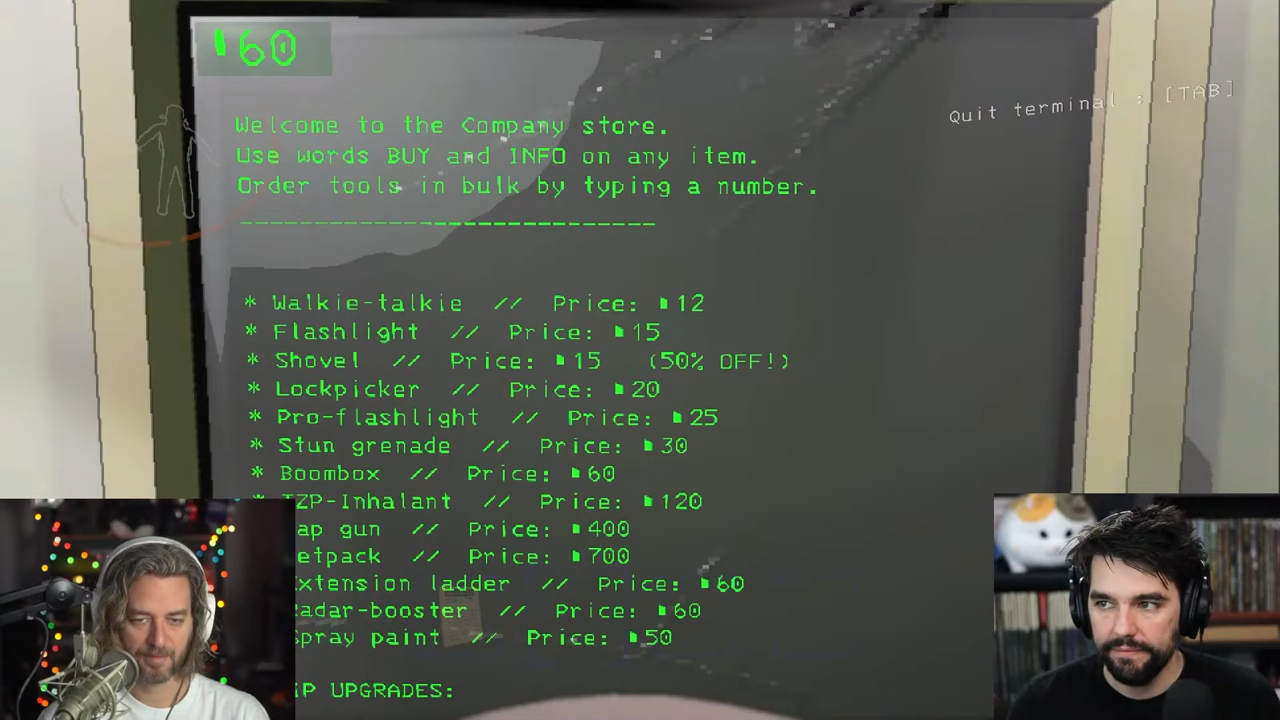 60
Quit terminal : [TAB]
Welcome to the Company store.
Use words BUY and INFO on any item.
Order tools in bulk by typing a number.
----------------------------
* Walkie-talkie // Price: ▮12
* Flashlight // Price: ▮15
* Shovel // Price: ▮15 (50% OFF!)
* Lockpicker // Price: ▮20
* Pro-flashlight // Price: ▮25
* Stun grenade // Price: ▮30
* Boombox // Price: ▮60
* TZP-Inhalant // Price: ▮120
ap gun // Price: ▮400
etpack // Price: ▮700
xtension ladder // Price: ▮60
adar-booster // Price: ▮60
pray paint // Price: ▮50
IP UPGRADES: